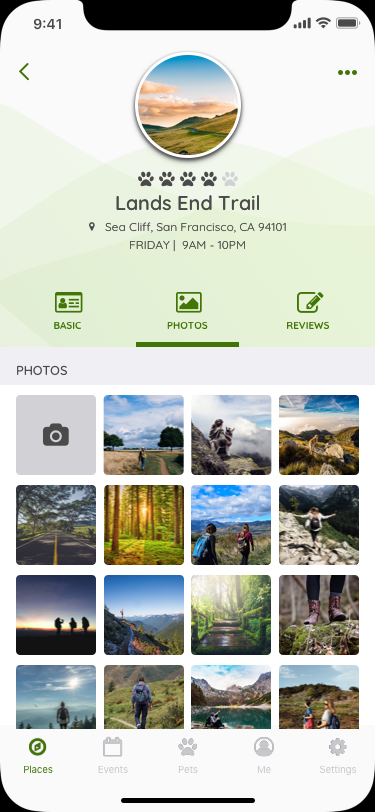 9:41
Lands End Trail
Sea Cliff, San Francisco, CA 94101
FRIDAY | 9AM - 10PM
BASIC
PHOTOS
REVIEWS
PHOTOS
Places
Events
Pets
Me
Settings